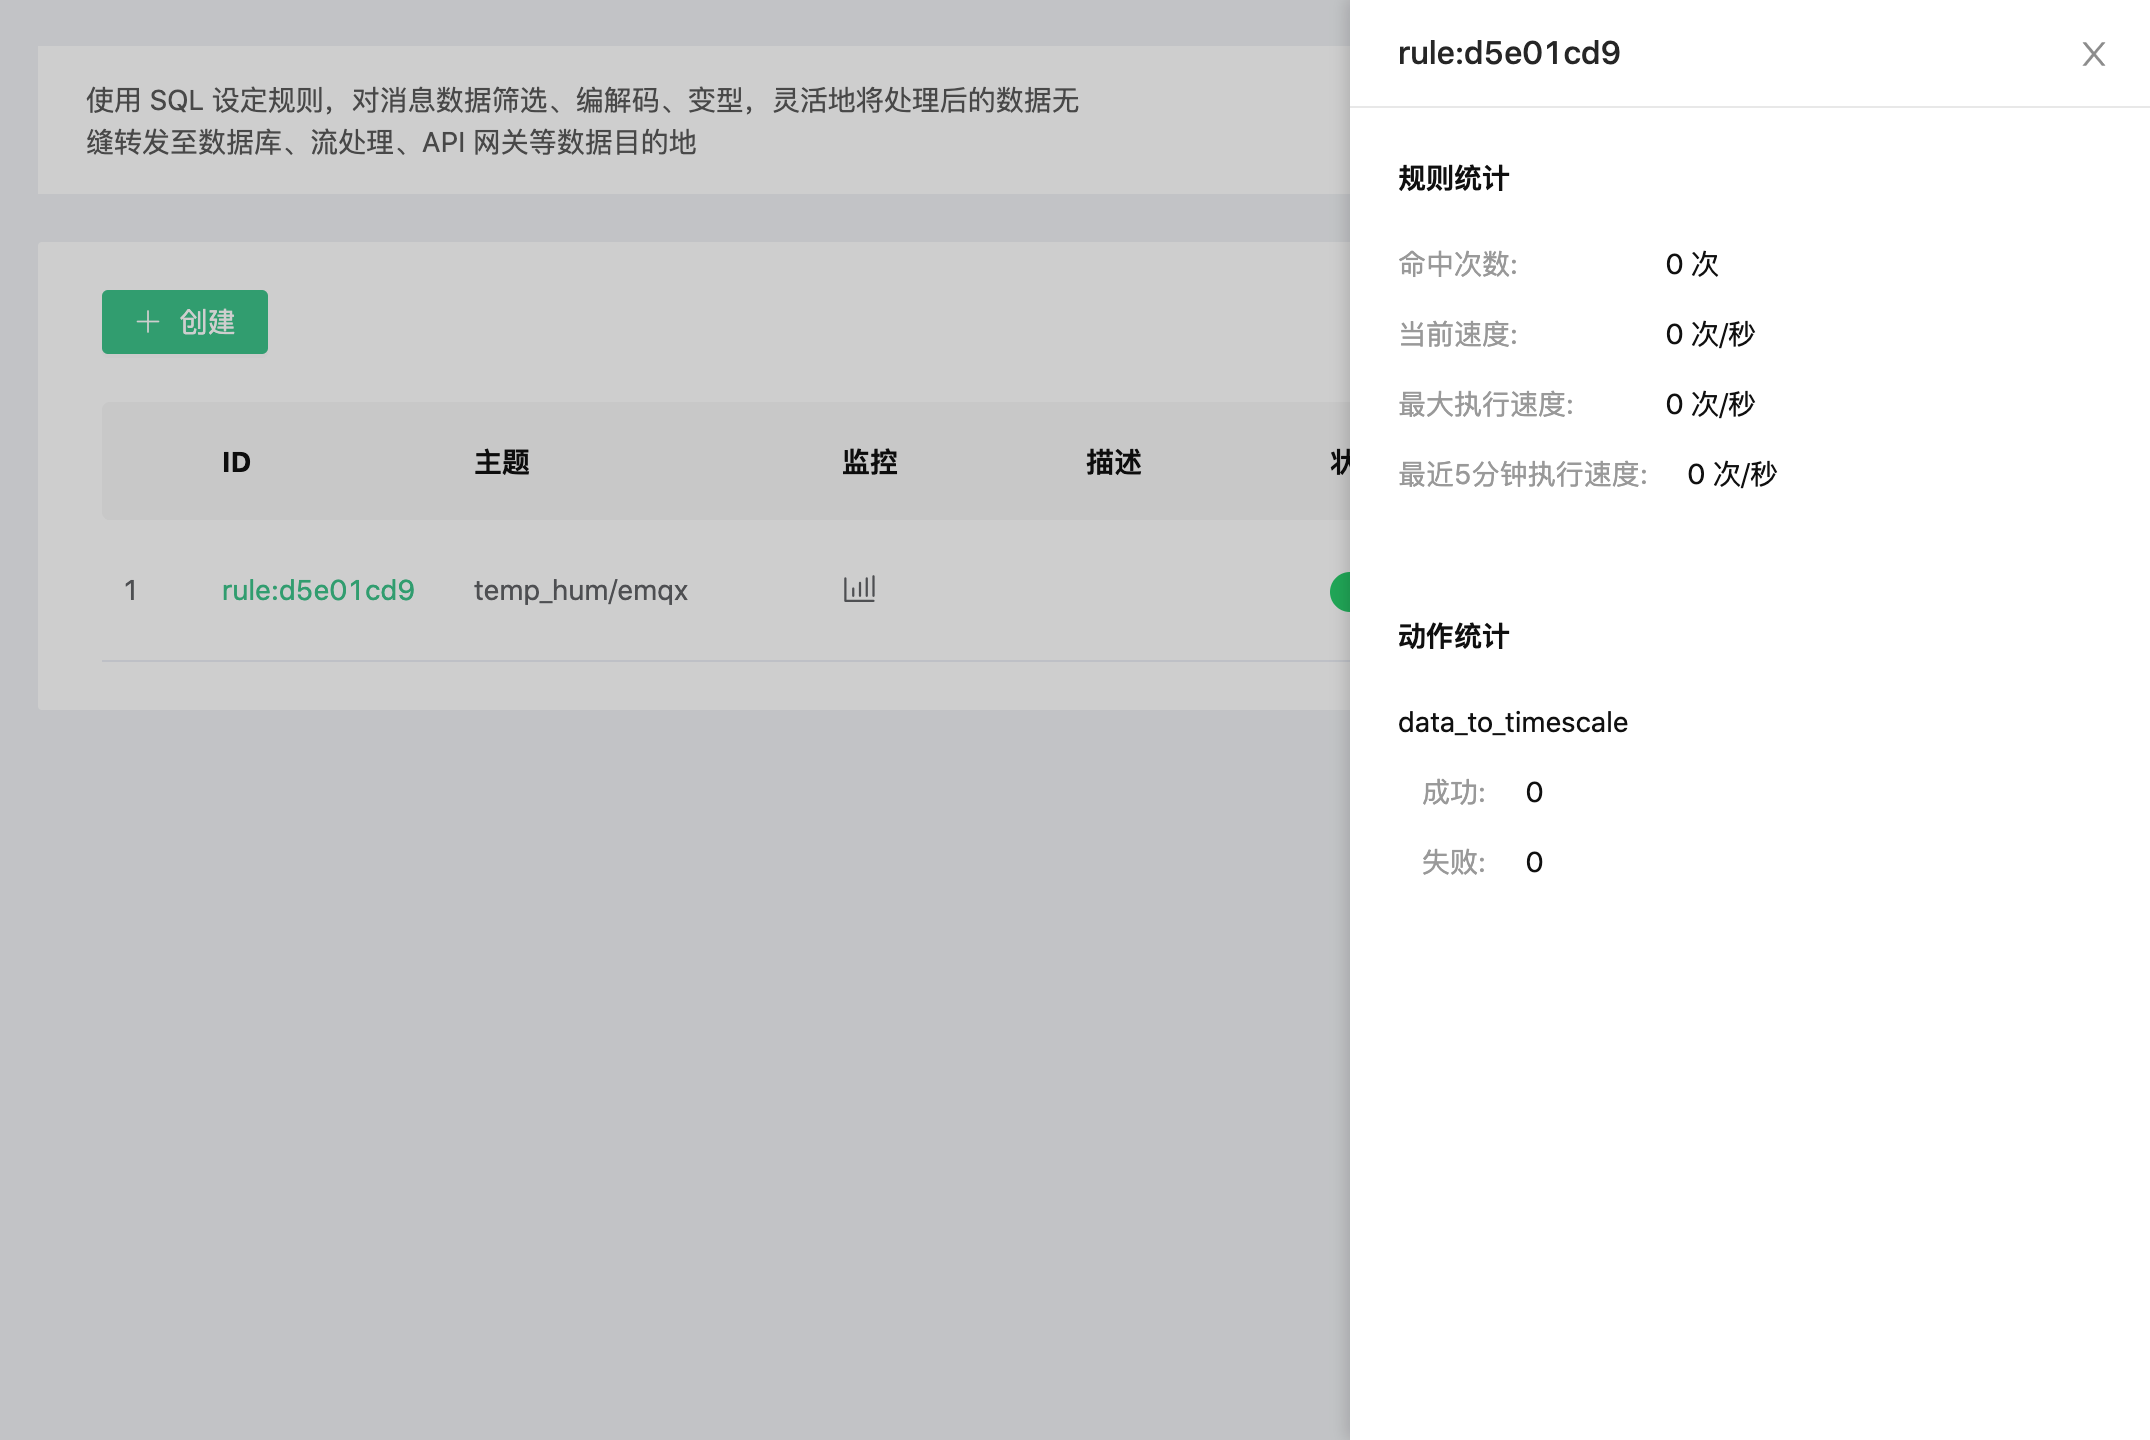 使用 SQL 设定规则，对消息数据筛选、编解码、变型，灵活地将处理后的数据无
缝转发至数据库、流处理、API 网关等数据目的地
创建
ID 主题 监控 描述 状
1 rule:d5e01cd9 temp_hum/emqx
rule:d5e01cd9
规则统计
命中次数: 0 次
当前速度: 0 次/秒
最大执行速度: 0 次/秒
最近5分钟执行速度: 0 次/秒
动作统计
data_to_timescale
成功: 0
失败: 0